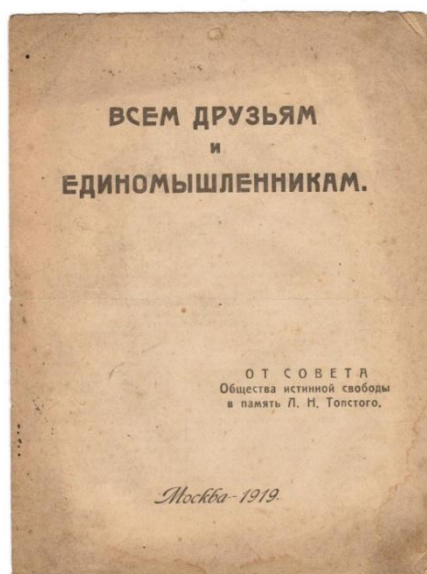 ВСЕМ ДРУЗЬЯМ
и
ЕДИНОМЫШЛЕННИКАМ.
ОТ СОВЕТА
Общества истинной свободы
в память Л. Н. Толстого.
Москва-1919.